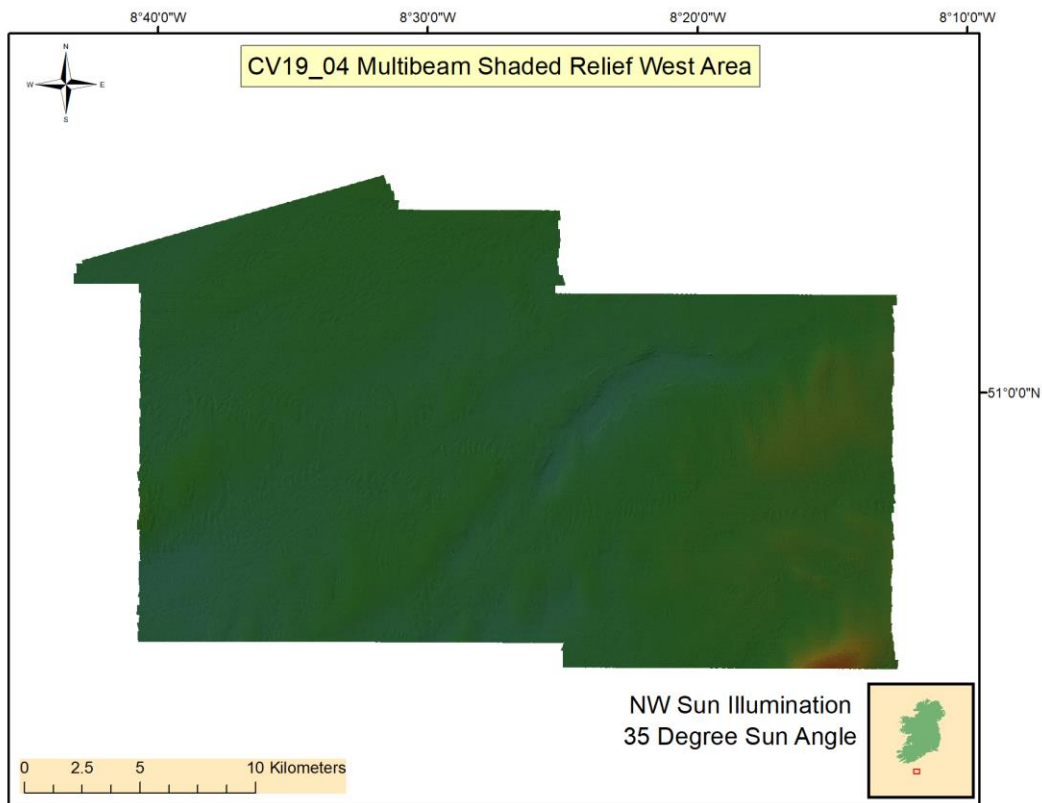 8°40'0"W 8°30'0"W 8°20'0"W 8°10'0"W
CV19_04 Multibeam Shaded Relief West Area
N
W E
S
51°0'0"N
NW Sun Illumination
35 Degree Sun Angle
0 2.5 5 10 Kilometers